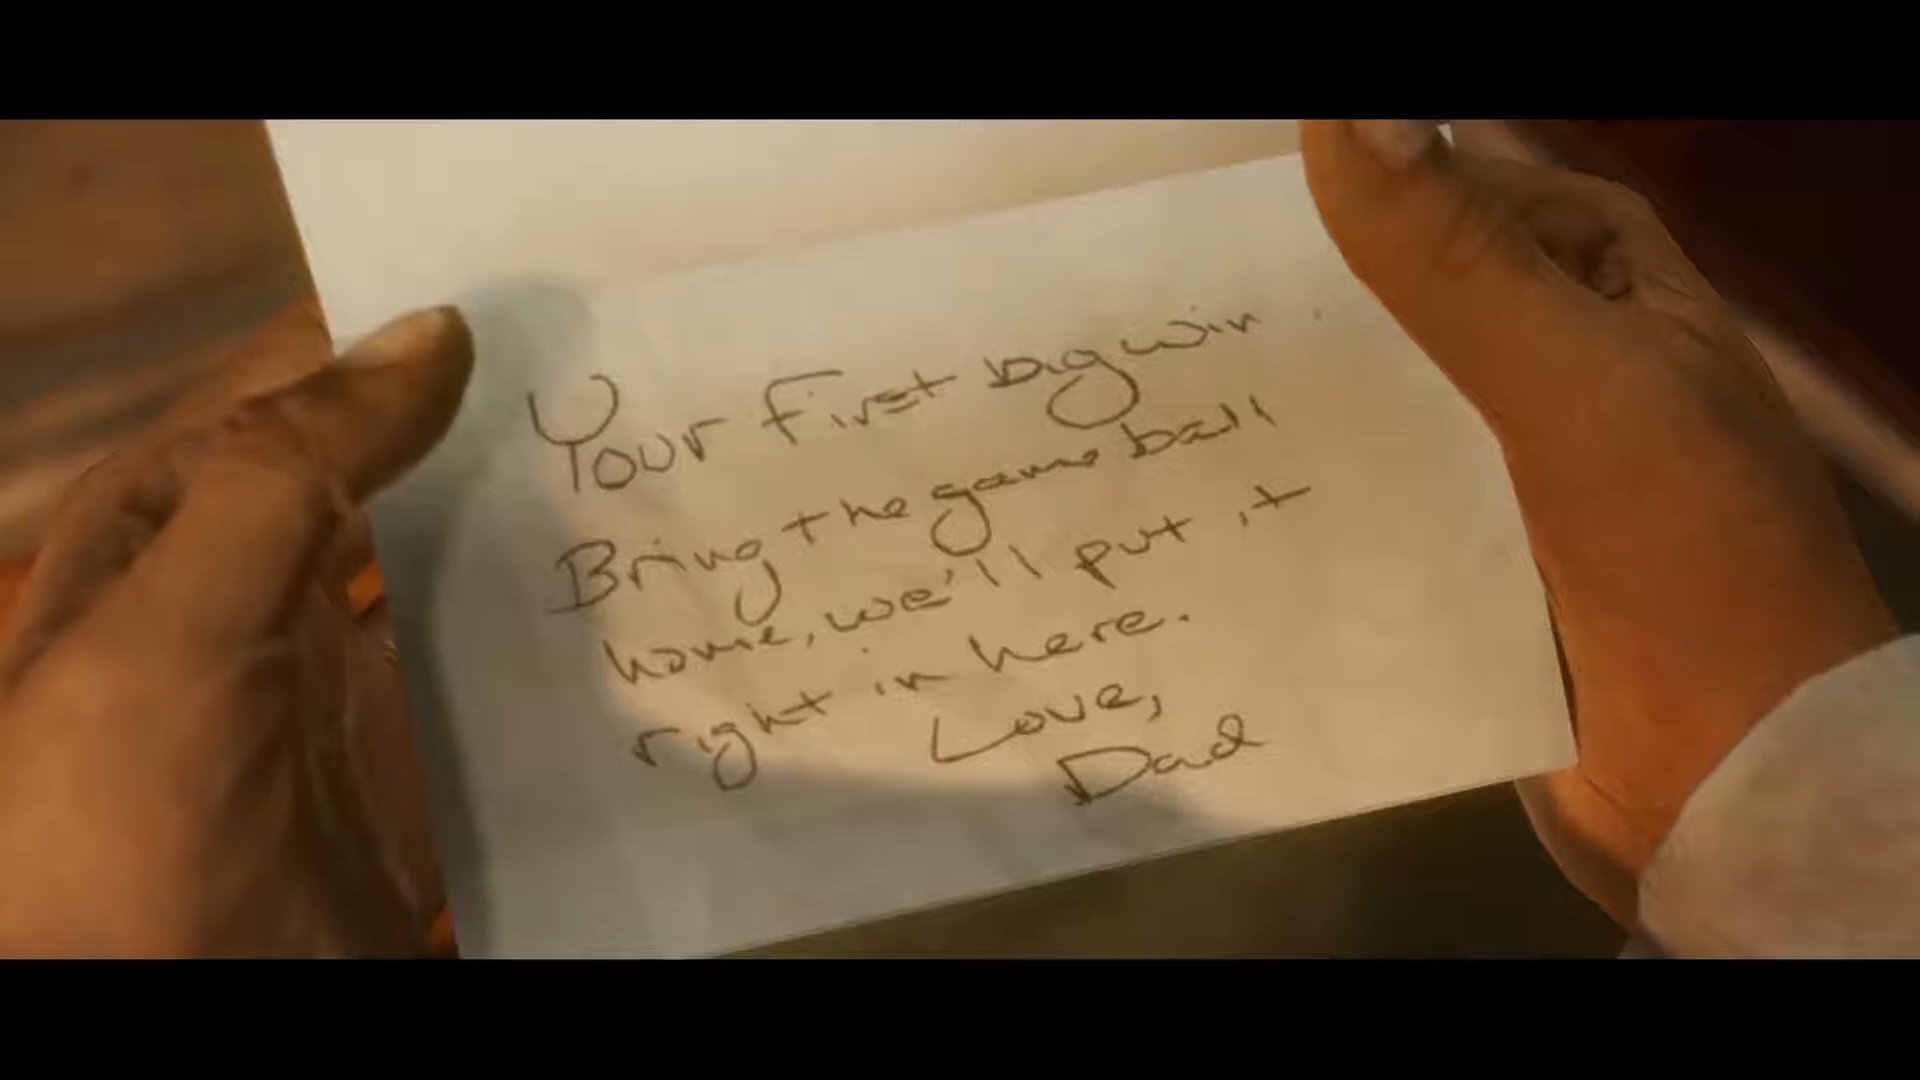 Your first big win.
Bring the game ball
home, we'll put it
right in here.
Love,
Dad